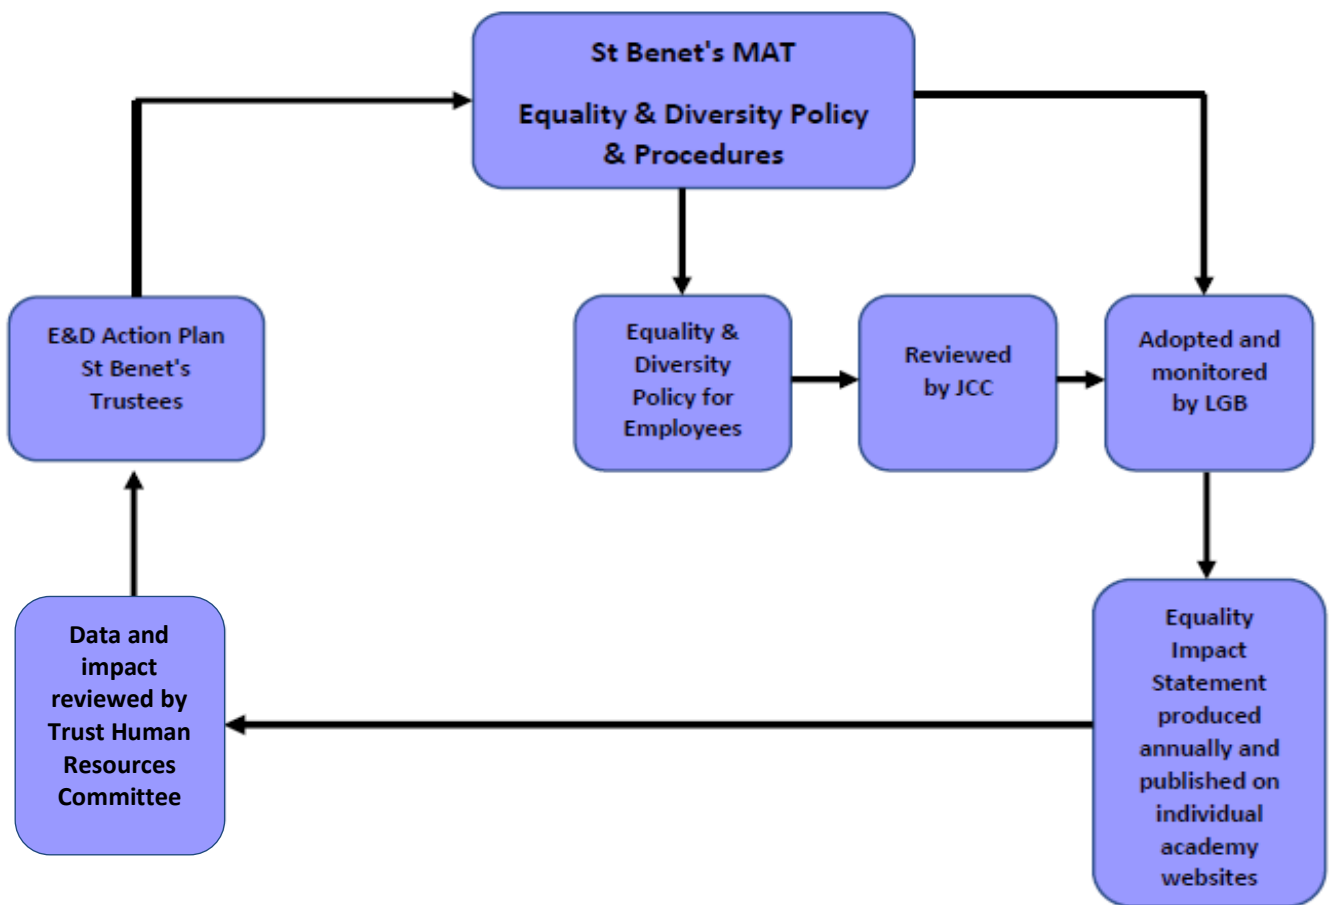 St Benet's MAT
Equality & Diversity Policy
& Procedures
E&D Action Plan
St Benet's
Trustees
Equality &
Diversity
Policy for
Employees
Reviewed
by JCC
Adopted and
monitored
by LGB
Data and
impact
reviewed by
Trust Human
Resources
Committee
Equality
Impact
Statement
produced
annually and
published on
individual
academy
websites